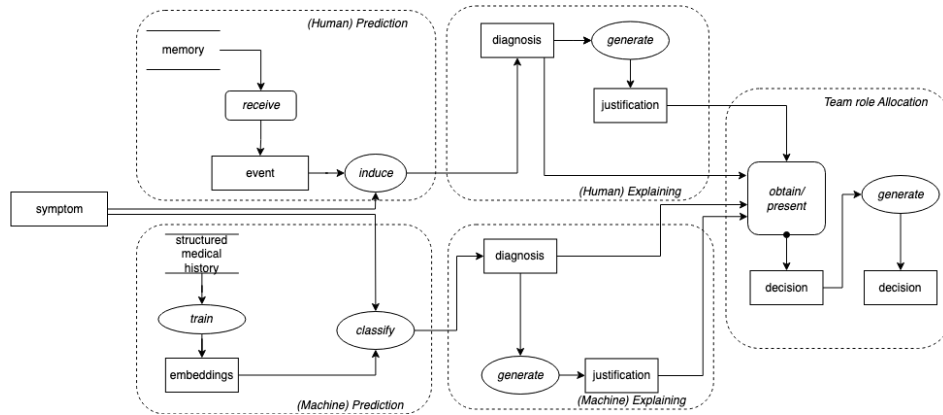 (Human) Prediction
memory
receive
event
induce
diagnosis
generate
justification
(Human) Explaining
Team role Allocation
obtain/
present
generate
decision
decision
symptom
structured
medical
history
train
embeddings
classify
(Machine) Prediction
diagnosis
generate
justification
(Machine) Explaining